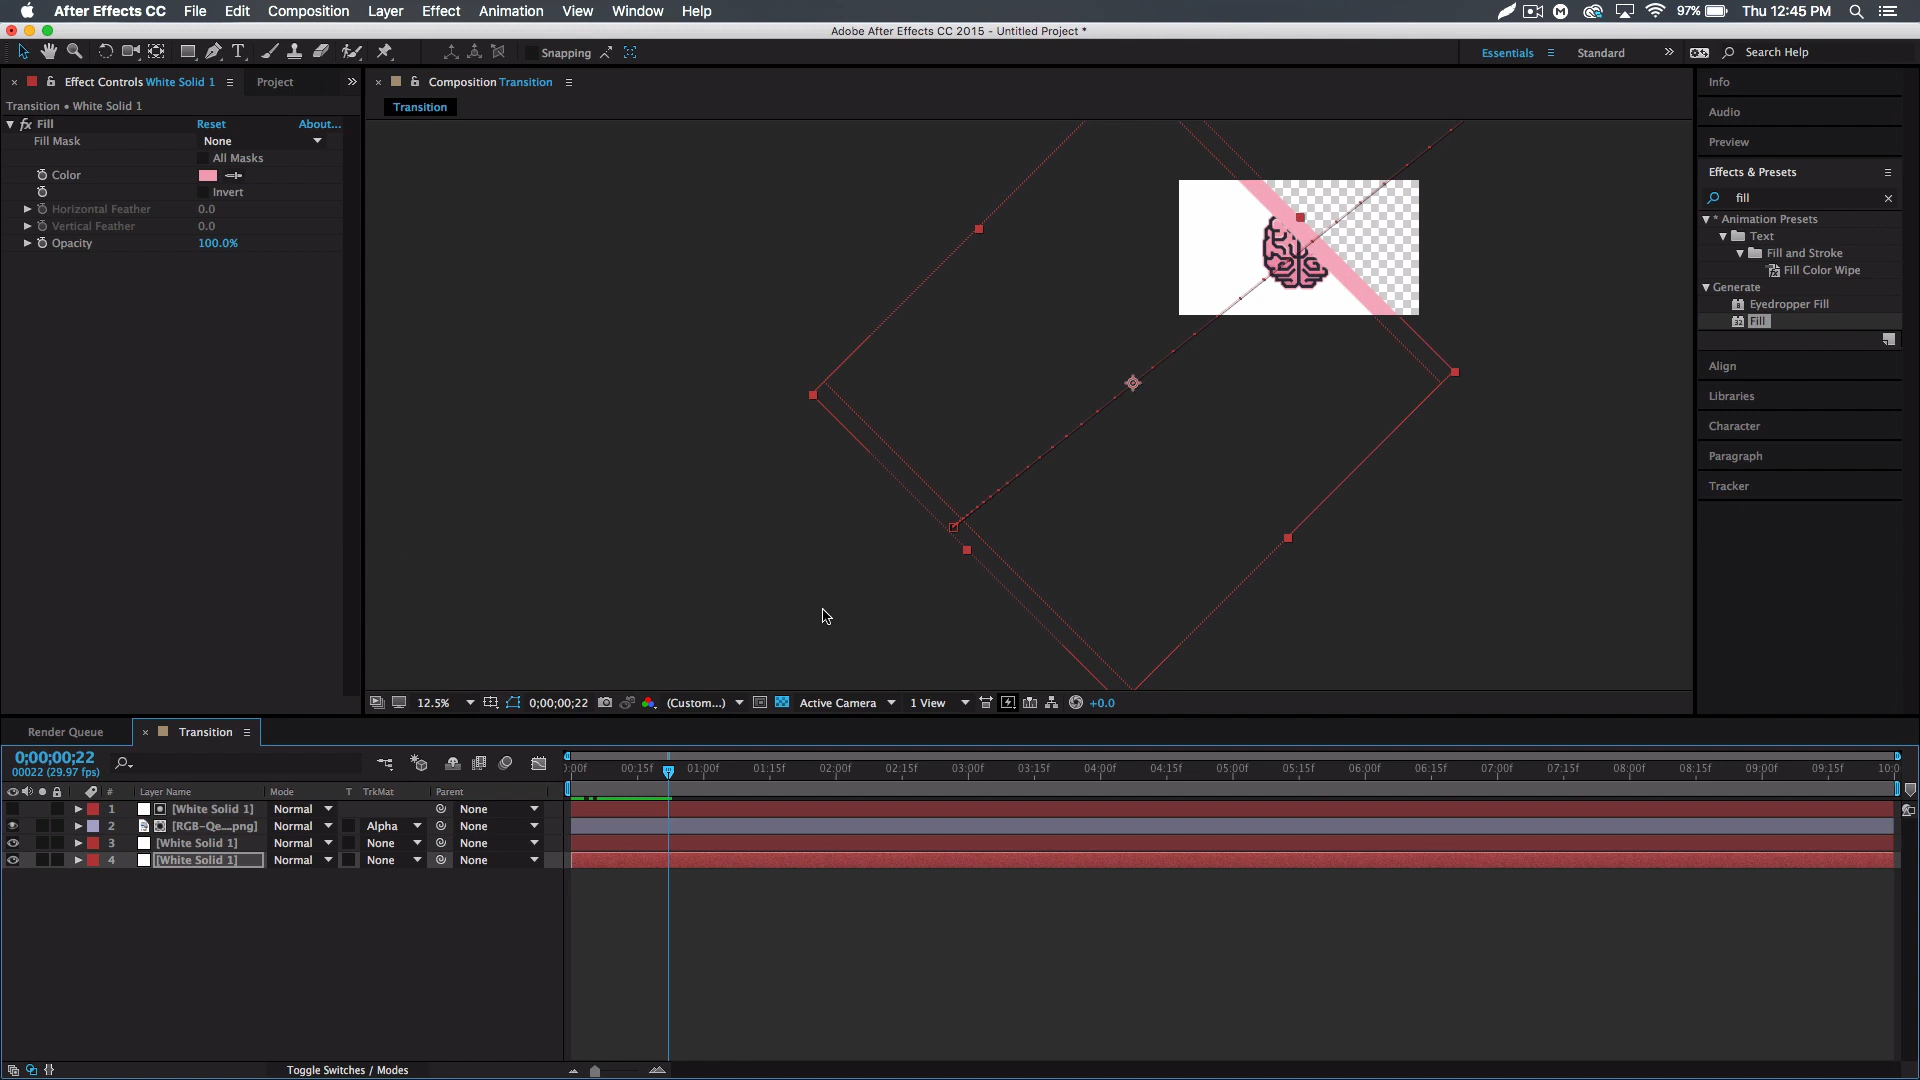 After Effects CC File Edit Composition Layer Effect Animation View Window Help 97% Thu 12:45 PM
Adobe After Effects CC 2015 - Untitled Project *
Snapping Essentials Standard Search Help
Effect Controls White Solid 1 Project
Transition • White Solid 1
fx Fill Reset About...
Fill Mask None
All Masks
Color
Invert
Horizontal Feather 0.0
Vertical Feather 0.0
Opacity 100.0%
Composition Transition
Transition
12.5% 0;00;00;22 (Custom...) Active Camera 1 View +0.0
Info
Audio
Preview
Effects & Presets
fill
* Animation Presets
Text
Fill and Stroke
Fill Color Wipe
Generate
Eyedropper Fill
Fill
Align
Libraries
Character
Paragraph
Tracker
Render Queue Transition
0;00;00;22
00022 (29.97 fps)
:00f 00:15f 01:00f 01:15f 02:00f 02:15f 03:00f 03:15f 04:00f 04:15f 05:00f 05:15f 06:00f 06:15f 07:00f 07:15f 08:00f 08:15f 09:00f 09:15f 10:0
# Layer Name Mode T TrkMat Parent
1 [White Solid 1] Normal None
2 [RGB-Qe....png] Normal Alpha None
3 [White Solid 1] Normal None None
4 [White Solid 1] Normal None None
Toggle Switches / Modes